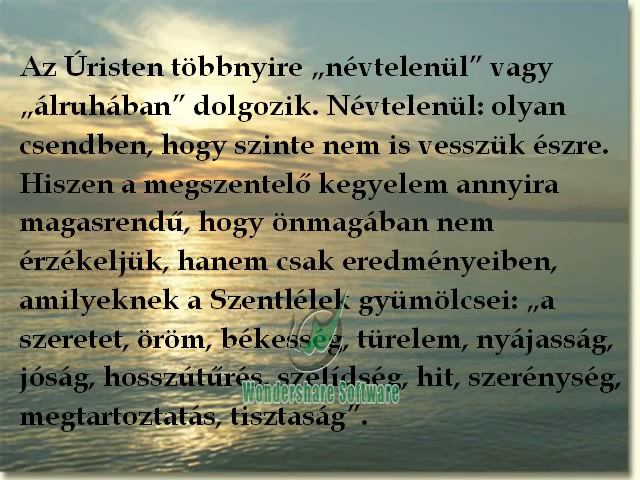 Az Úristen többnyire „névtelenül” vagy
„álruhában” dolgozik. Névtelenül: olyan
csendben, hogy szinte nem is vesszük észre.
Hiszen a megszentelő kegyelem annyira
magasrendű, hogy önmagában nem
érzékeljük, hanem csak eredményeiben,
amilyeknek a Szentlélek gyümölcsei: „a
szeretet, öröm, békesség, türelem, nyájasság,
jóság, hosszútűrés, szelídség, hit, szerénység,
Wondershare Software
megtartoztatás, tisztaság”.